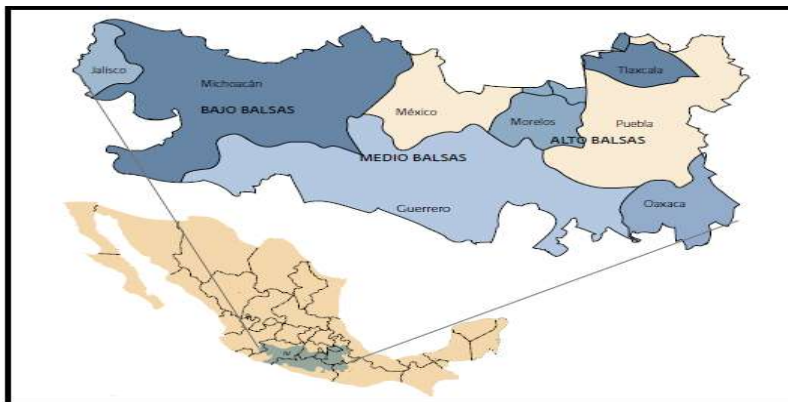 Jalisco
Michoacán
Tlaxcala
BAJO BALSAS
México
Morelos
Puebla
ALTO BALSAS
MEDIO BALSAS
Guerrero
Oaxaca